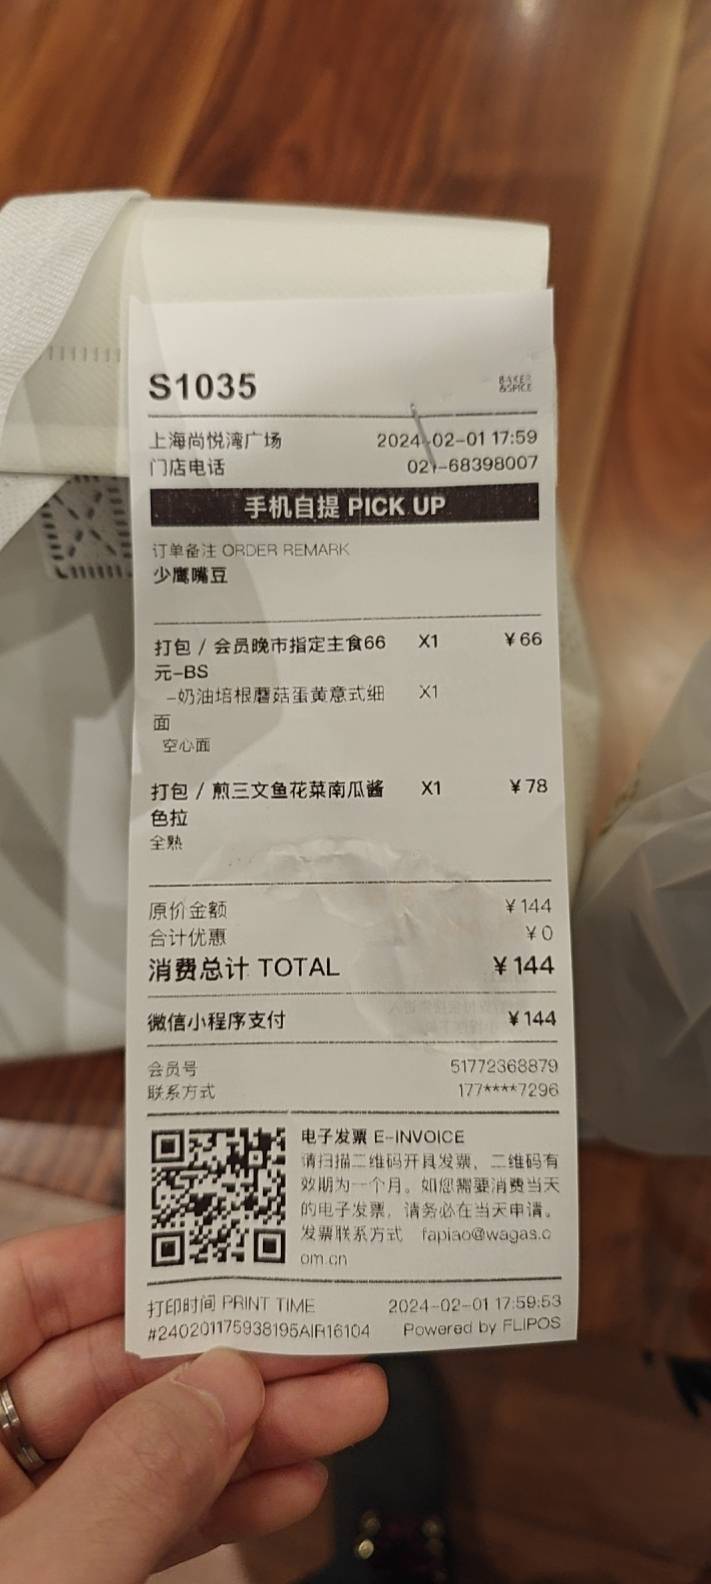 S1035
BAKER
&SPICE
上海尚悦湾广场 2024-02-01 17:59
门店电话 021-68398007
手机自提 PICK UP
订单备注 ORDER REMARK
少鹰嘴豆
打包 / 会员晚市指定主食66 X1 ¥66
元-BS
-奶油培根蘑菇蛋黄意式细 X1
面
空心面
打包 / 煎三文鱼花菜南瓜酱 X1 ¥78
色拉
全熟
原价金额 ¥144
合计优惠 ¥0
消费总计 TOTAL ¥144
微信小程序支付 ¥144
会员号 51772368879
联系方式 177****7296
电子发票 E-INVOICE
请扫描二维码开具发票，二维码有
效期为一个月。如您需要消费当天
的电子发票，请务必在当天申请。
发票联系方式 fapiao@wagas.c
om.cn
打印时间 PRINT TIME 2024-02-01 17:59:53
#240201175938195AIR16104 Powered by FLIPOS